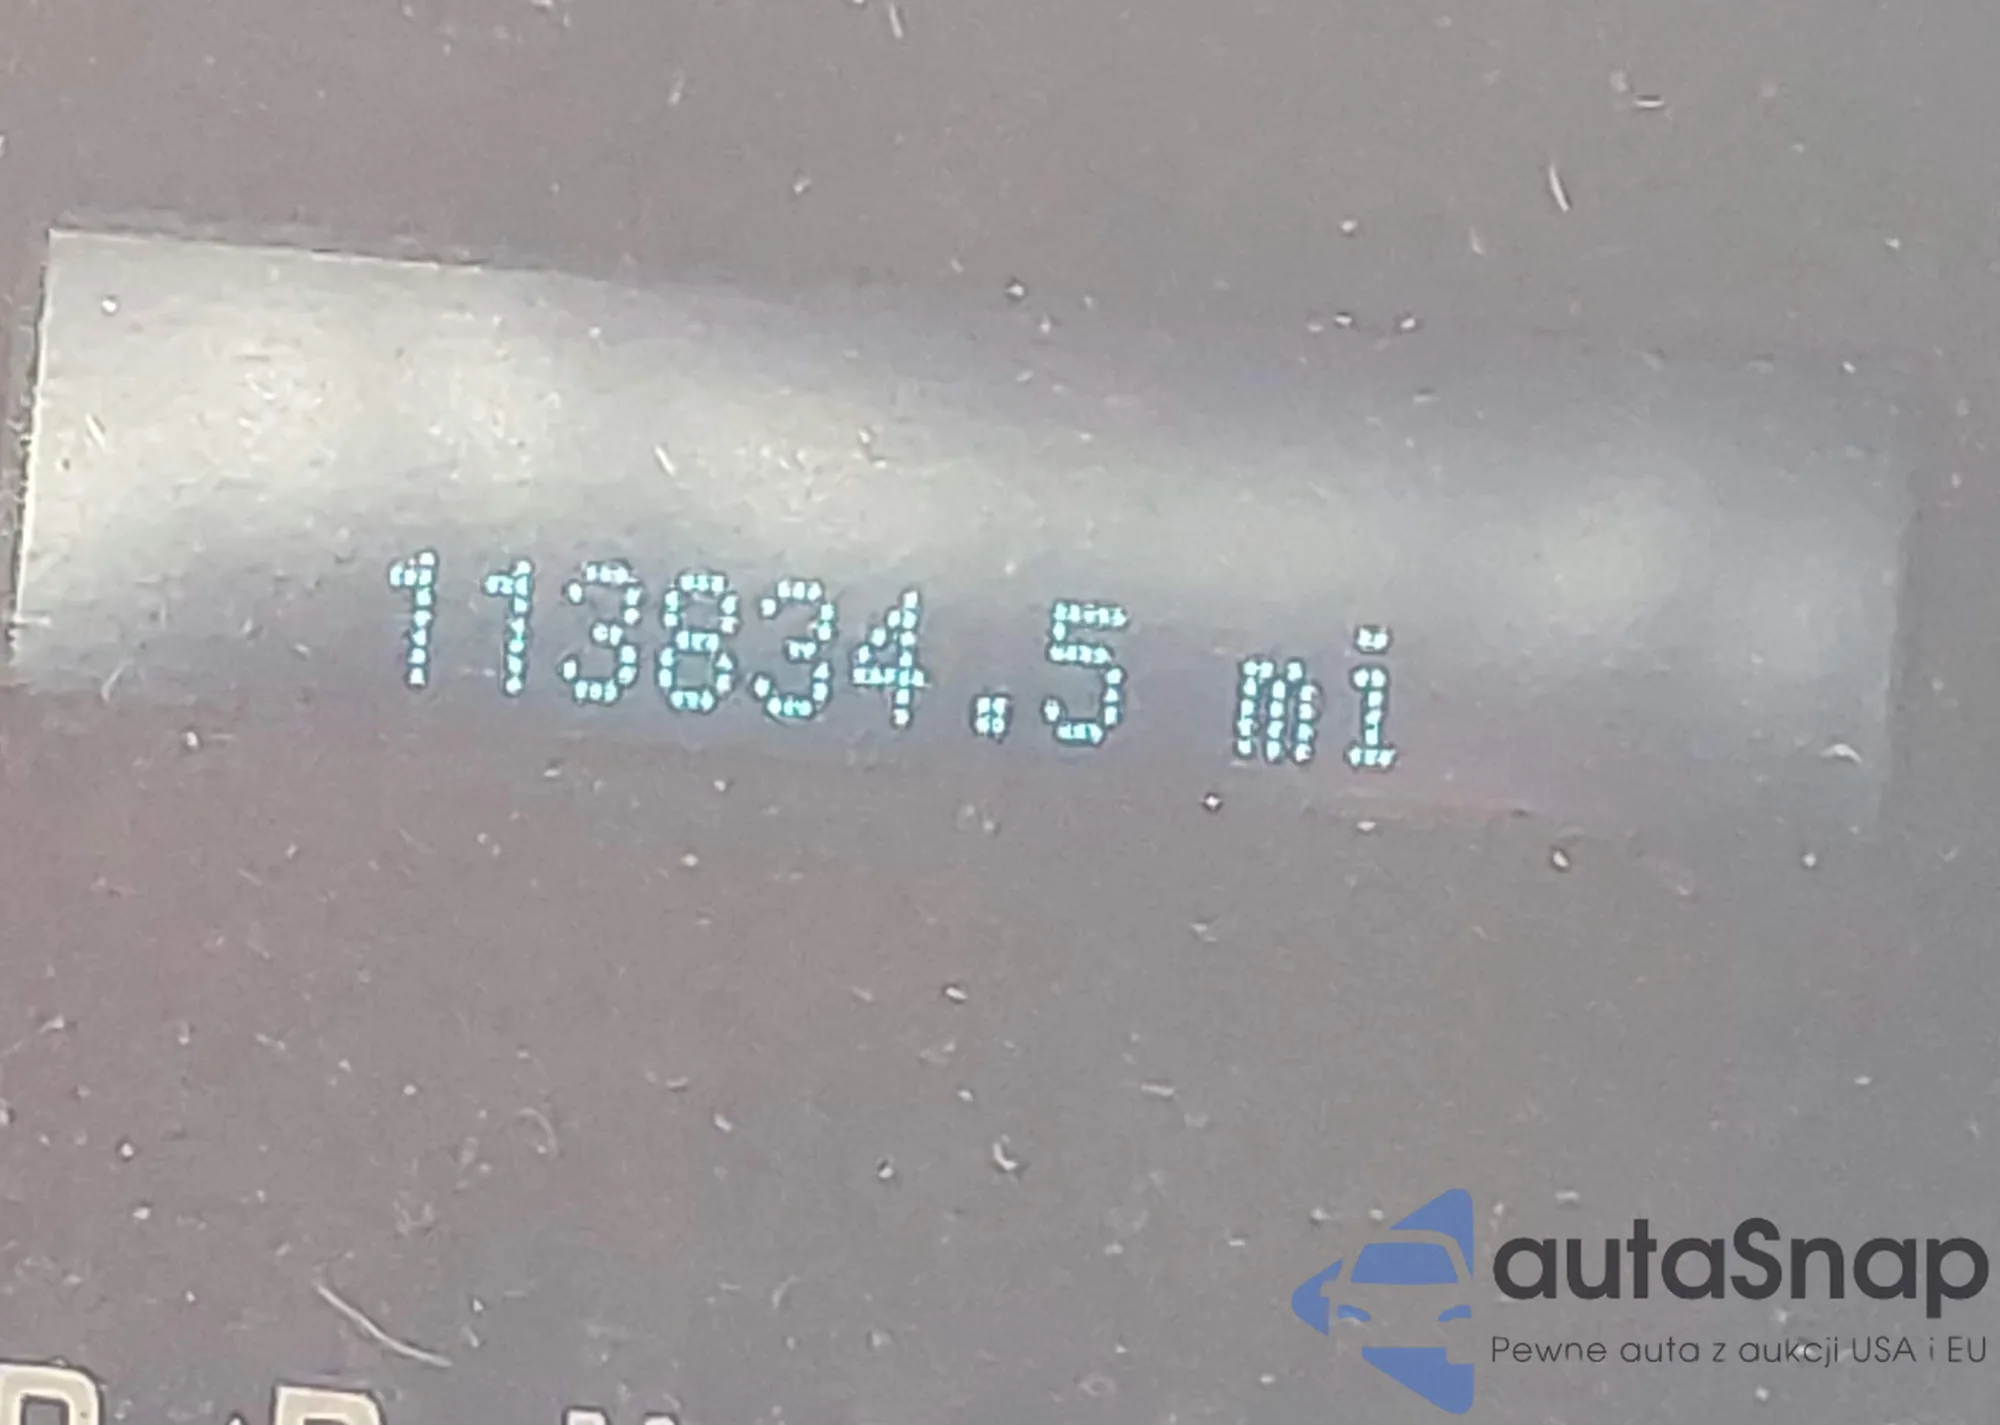 113834.5 mi
autaSnap
Pewne auta z aukcji USA i EU